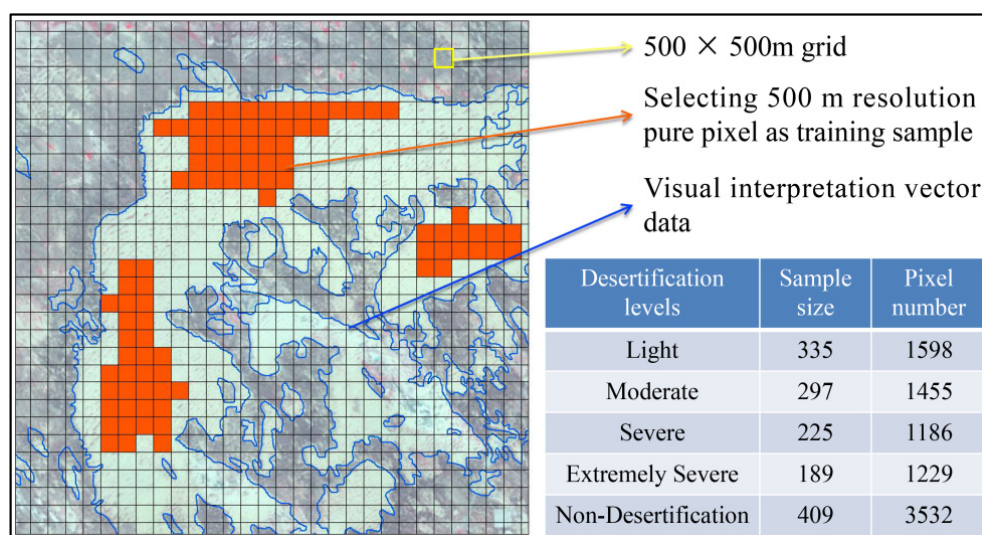 500 × 500m grid
Selecting 500 m resolution
pure pixel as training sample
Visual interpretation vector
data
Desertification levels Sample size Pixel number
Light 335 1598
Moderate 297 1455
Severe 225 1186
Extremely Severe 189 1229
Non-Desertification 409 3532